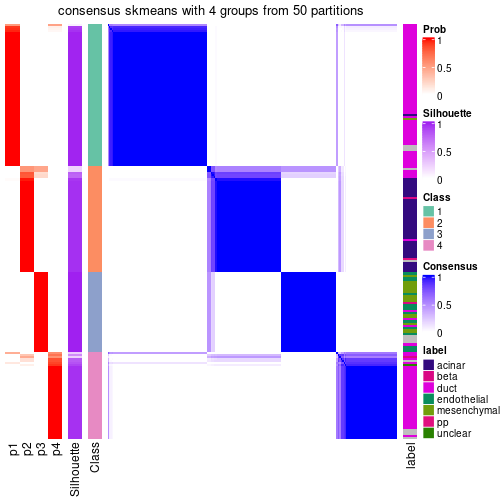 consensus skmeans with 4 groups from 50 partitions
Prob
1
0.5
0
Silhouette
1
0.5
0
Class
1
2
3
4
Consensus
1
0.5
0
label
acinar
beta
duct
endothelial
mesenchymal
pp
unclear
p1
p2
p3
p4
Silhouette
Class
label